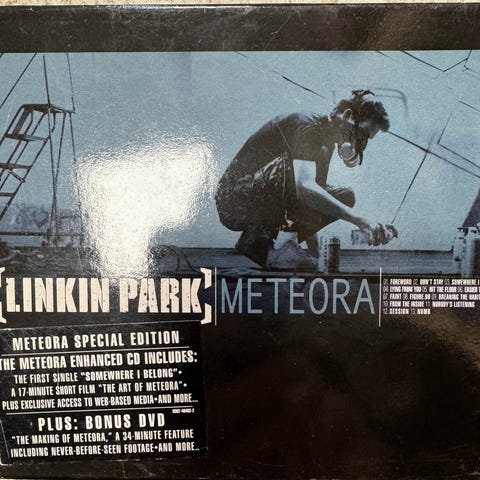 [LINKIN PARK] METEORA
01. FOREWORD 02. DON'T STAY 03. SOMEWHERE I
04. LYING FROM YOU 05. HIT THE FLOOR 06. EASIER T
07. FAINT 08. FIGURE.09 09. BREAKING THE HABIT
10. FROM THE INSIDE 11. NOBODY'S LISTENING
12. SESSION 13. NUMB
METEORA SPECIAL EDITION
THE METEORA ENHANCED CD INCLUDES:
THE FIRST SINGLE "SOMEWHERE I BELONG"•
A 17-MINUTE SHORT FILM "THE ART OF METEORA"•
PLUS EXCLUSIVE ACCESS TO WEB-BASED MEDIA•AND MORE...
PLUS: BONUS DVD
"THE MAKING OF METEORA," A 34-MINUTE FEATURE
INCLUDING NEVER-BEFORE-SEEN FOOTAGE•AND MORE..